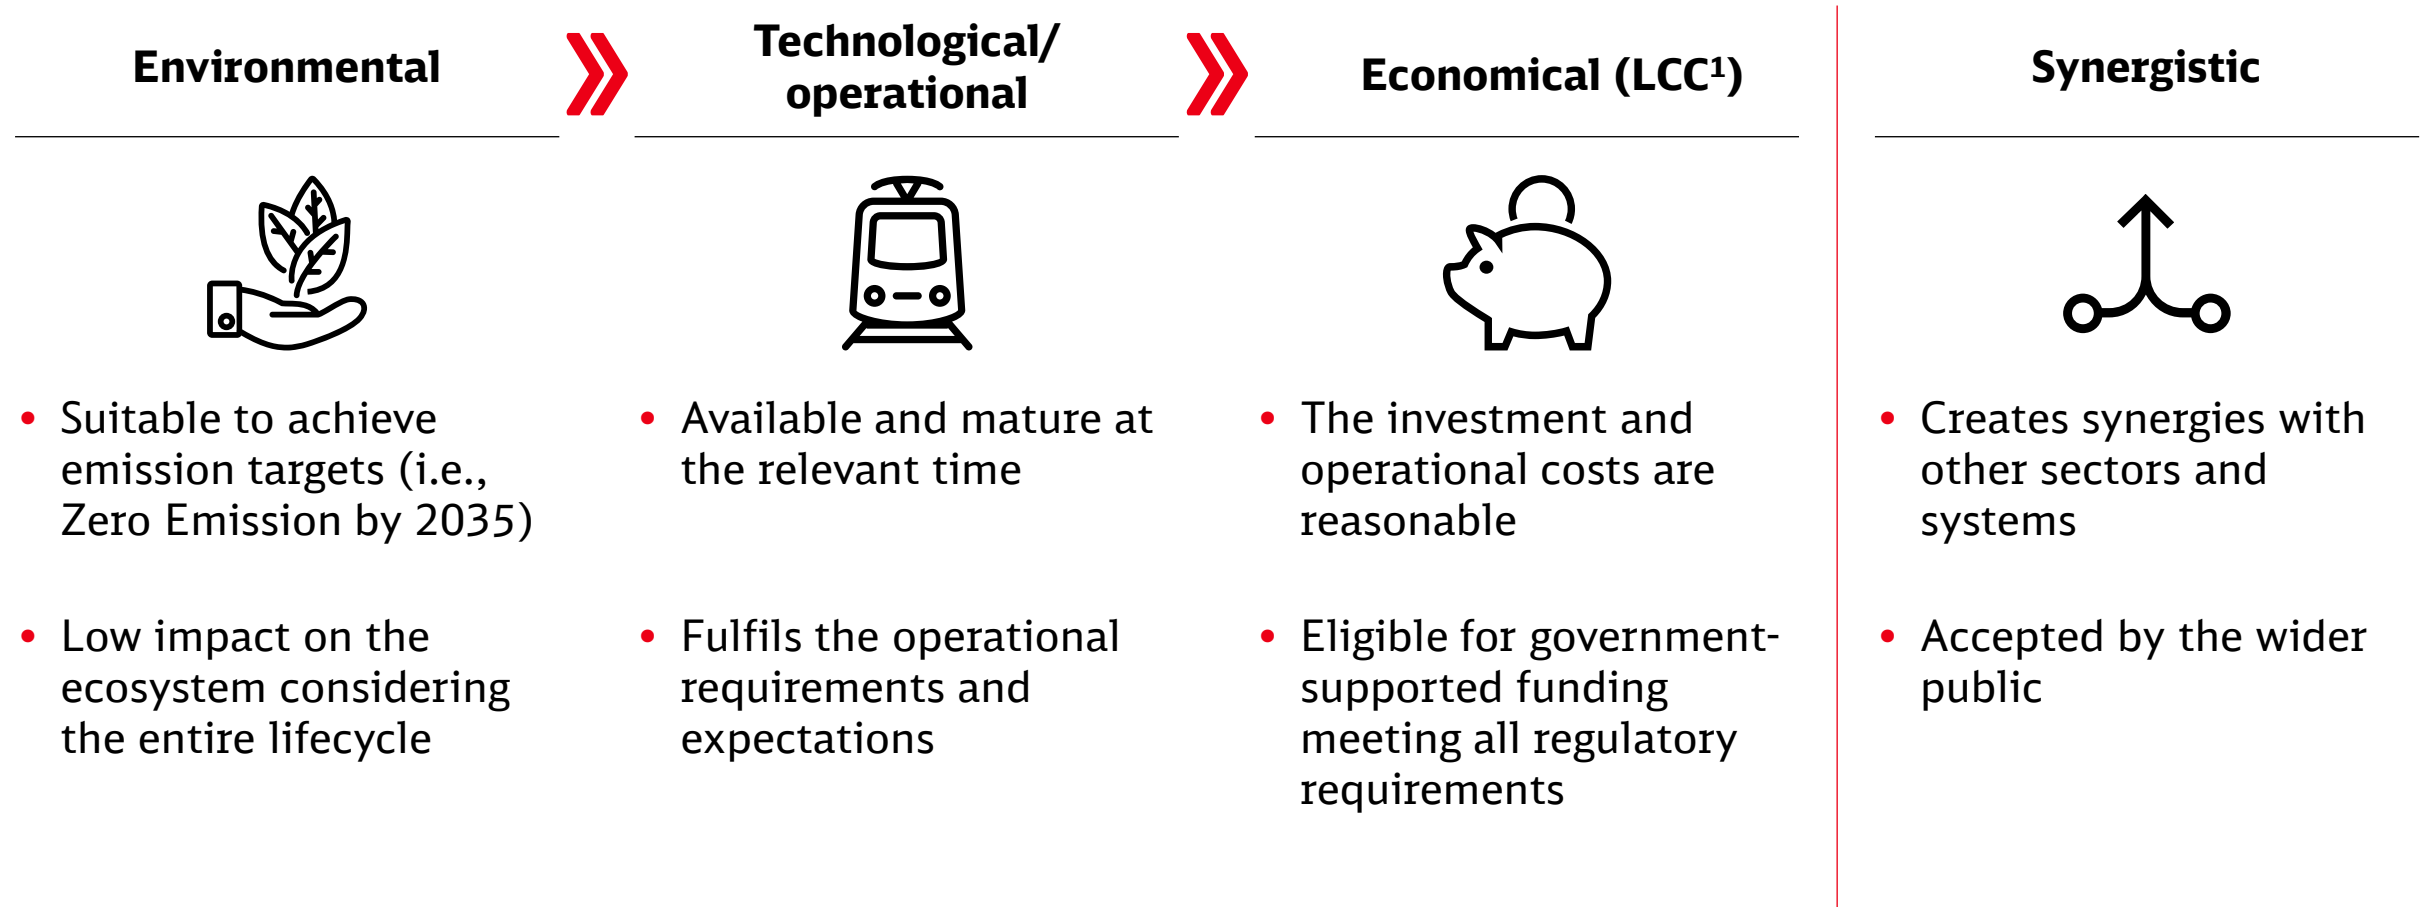 Environmental
Technological/
operational
Economical (LCC¹)
Synergistic
• Suitable to achieve
emission targets (i.e.,
Zero Emission by 2035)
• Low impact on the
ecosystem considering
the entire lifecycle
• Available and mature at
the relevant time
• Fulfils the operational
requirements and
expectations
• The investment and
operational costs are
reasonable
• Eligible for government-
supported funding
meeting all regulatory
requirements
• Creates synergies with
other sectors and
systems
• Accepted by the wider
public